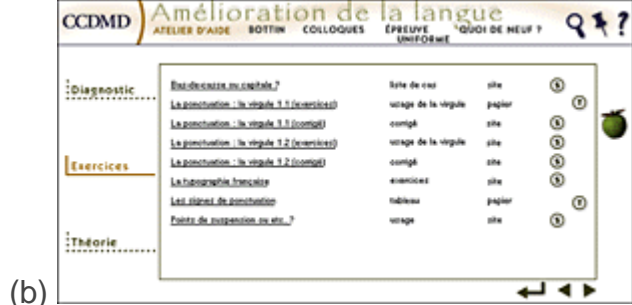 CCDMD
Amélioration de la langue
ATELIER D'AIDE BOTTIN COLLOQUES ÉPREUVE UNIFORME QUOI DE NEUF ?
Diagnostic
Exercices
Théorie
Bas-de-casse ou capitale ? liste de cas site
La ponctuation : la virgule 1.1 (exercices) usage de la virgule papier
La ponctuation : la virgule 1.1 (corrigé) corrigé site
La ponctuation : la virgule 1.2 (exercices) usage de la virgule site
La ponctuation : la virgule 1.2 (corrigé) corrigé site
La typographie française exercices site
Les signes de ponctuation tableau papier
Points de suspension ou etc. ? usage site
(b)